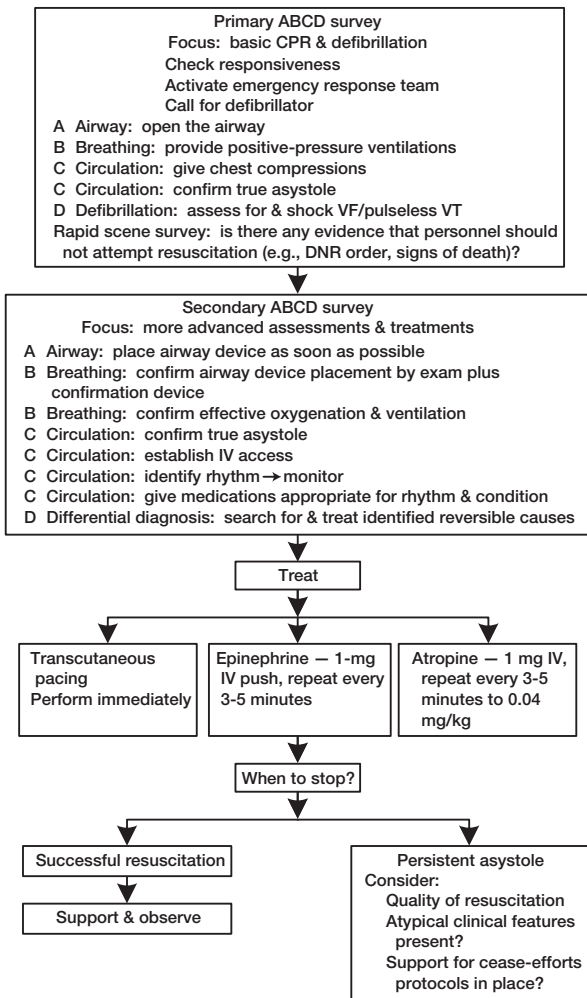 Primary ABCD survey
Focus: basic CPR & defibrillation
Check responsiveness
Activate emergency response team
Call for defibrillator
A Airway: open the airway
B Breathing: provide positive-pressure ventilations
C Circulation: give chest compressions
C Circulation: confirm true asystole
D Defibrillation: assess for & shock VF/pulseless VT
Rapid scene survey: is there any evidence that personnel should
not attempt resuscitation (e.g., DNR order, signs of death)?
Secondary ABCD survey
Focus: more advanced assessments & treatments
A Airway: place airway device as soon as possible
B Breathing: confirm airway device placement by exam plus
confirmation device
B Breathing: confirm effective oxygenation & ventilation
C Circulation: confirm true asystole
C Circulation: establish IV access
C Circulation: identify rhythm → monitor
C Circulation: give medications appropriate for rhythm & condition
D Differential diagnosis: search for & treat identified reversible causes
Treat
Transcutaneous
pacing
Perform immediately
Epinephrine — 1-mg
IV push, repeat every
3-5 minutes
Atropine — 1 mg IV,
repeat every 3-5
minutes to 0.04
mg/kg
When to stop?
Successful resuscitation
Support & observe
Persistent asystole
Consider:
Quality of resuscitation
Atypical clinical features
present?
Support for cease-efforts
protocols in place?